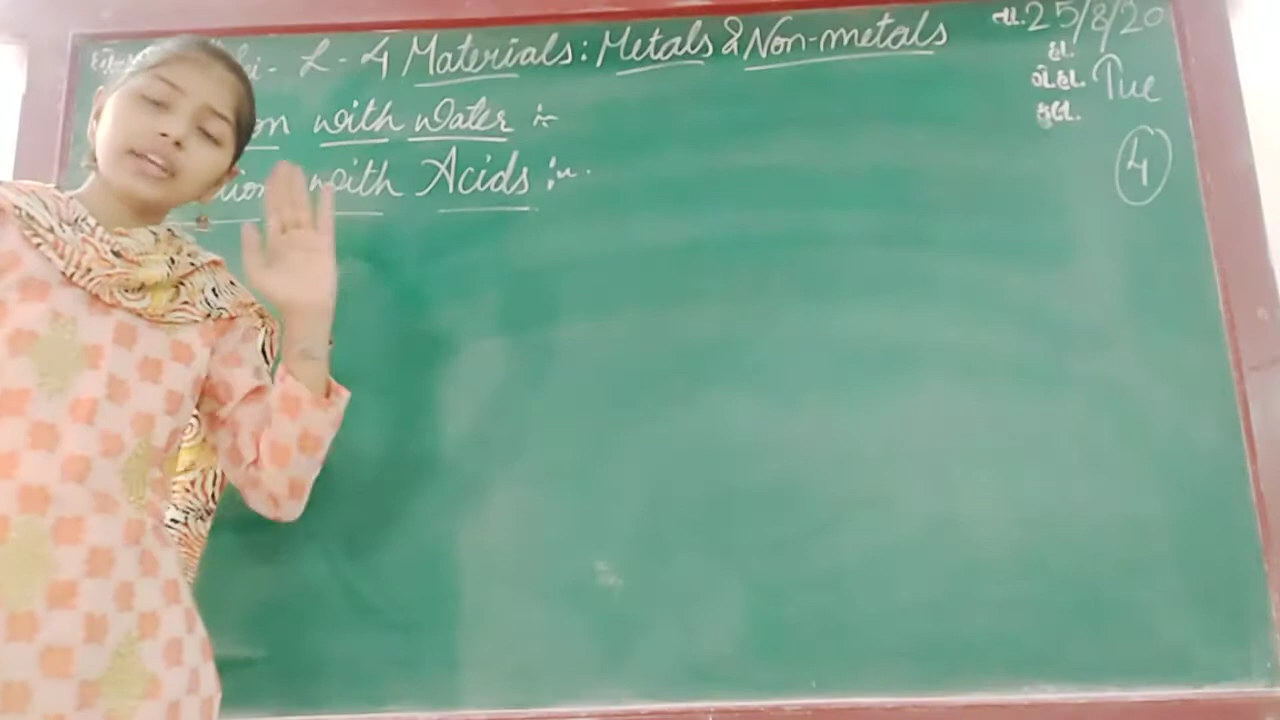 L - 4 Materials: Metals & Non-metals
with Water :-
with Acids :-
તા. 25/8/20
હા.
ગે.હા. Tue
કુલ.
4